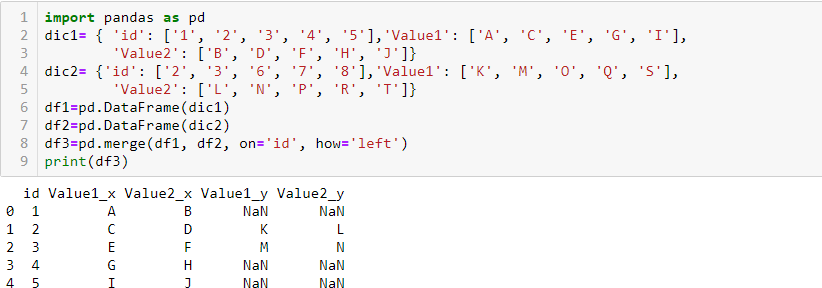 1 import pandas as pd
2 dic1= { 'id': ['1', '2', '3', '4', '5'],'Value1': ['A', 'C', 'E', 'G', 'I'],
3 'Value2': ['B', 'D', 'F', 'H', 'J']}
4 dic2= {'id': ['2', '3', '6', '7', '8'],'Value1': ['K', 'M', 'O', 'Q', 'S'],
5 'Value2': ['L', 'N', 'P', 'R', 'T']}
6 df1=pd.DataFrame(dic1)
7 df2=pd.DataFrame(dic2)
8 df3=pd.merge(df1, df2, on='id', how='left')
9 print(df3)
id Value1_x Value2_x Value1_y Value2_y
0 1 A B NaN NaN
1 2 C D K L
2 3 E F M N
3 4 G H NaN NaN
4 5 I J NaN NaN